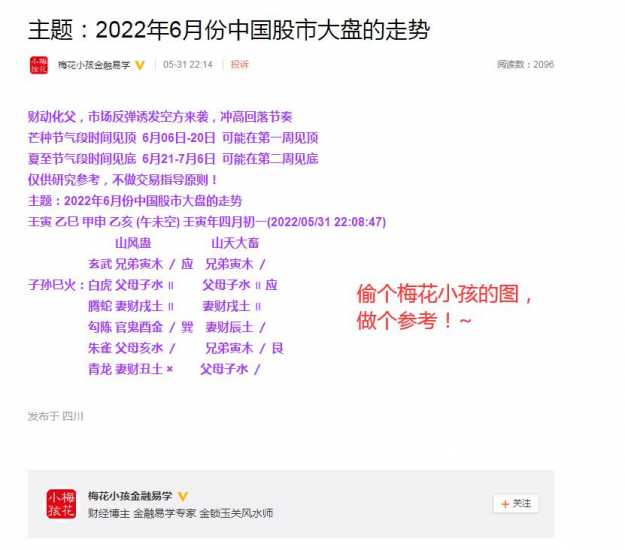 主题：2022年6月份中国股市大盘的走势
小梅
孩花
梅花小孩金融易学
05-31 22:14
投诉
阅读数：2096
财动化父，市场反弹诱发空方来袭，冲高回落节奏
芒种节气段时间见顶 6月06日-20日 可能在第一周见顶
夏至节气段时间见底 6月21-7月6日 可能在第二周见底
仅供研究参考，不做交易指导原则！
主题：2022年6月份中国股市大盘的走势
壬寅 乙巳 甲申 乙亥 (午未空) 壬寅年四月初一(2022/05/31 22:08:47)
山风蛊 山天大畜
玄武 兄弟寅木 / 应 兄弟寅木 /
子孙巳火：白虎 父母子水 〃 父母子水 〃应
腾蛇 妻财戌土 〃 妻财戌土 〃
勾陈 官鬼酉金 / 巽 妻财辰土 /
朱雀 父母亥水 / 兄弟寅木 / 艮
青龙 妻财丑土 × 父母子水 /
偷个梅花小孩的图，
做个参考！~
发布于 四川
小梅
孩花
梅花小孩金融易学
财经博主 金融易学专家 金锁玉关风水师
+ 关注